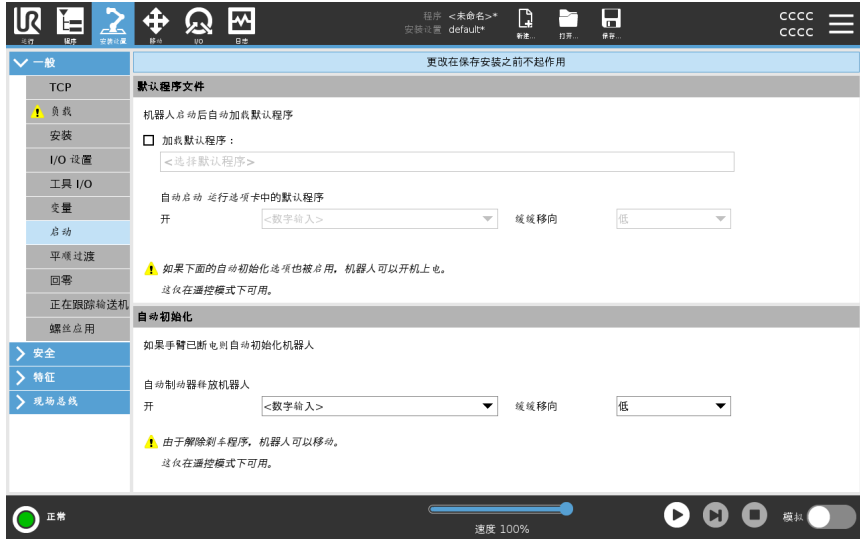 UR
程序 <未命名>*
安装设置 default*
cccc
cccc
运行 程序 安装设置 移动 I/O 日志 新建... 打开... 保存...
一般
更改在保存安装之前不起作用
TCP
负载
安装
I/O 设置
工具 I/O
变量
启动
平顺过渡
回零
正在跟踪输送机
螺丝应用
安全
特征
现场总线
默认程序文件
机器人启动后自动加载默认程序
加载默认程序：
<选择默认程序>
自动启动 运行选项卡中的默认程序
开 <数字输入> 缓缓移向 低
如果下面的自动初始化选项也被启用，机器人可以开机上电。
这仅在遥控模式下可用。
自动初始化
如果手臂已断电则自动初始化机器人
自动制动器释放机器人
开 <数字输入> 缓缓移向 低
由于解除刹车程序，机器人可以移动。
这仅在遥控模式下可用。
正常
速度 100%
模拟